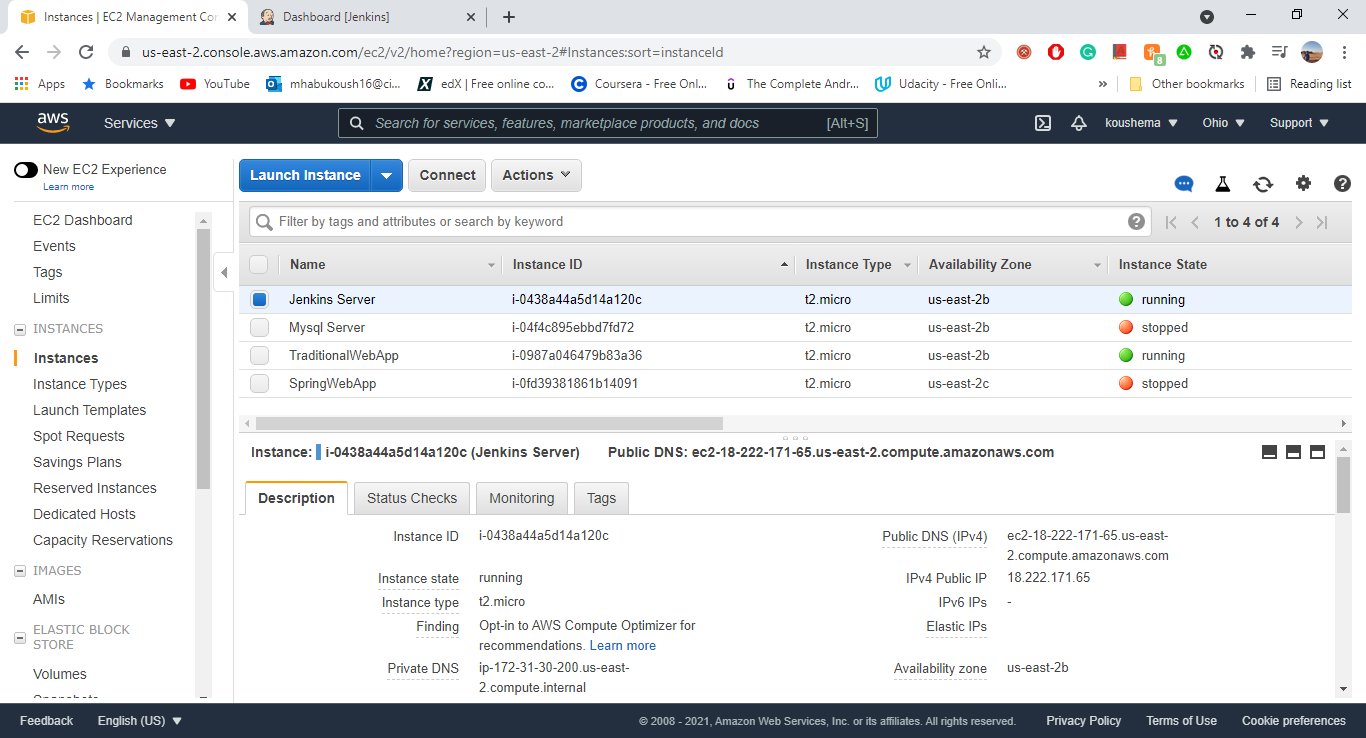 Instances | EC2 Management Con
Dashboard [Jenkins]
us-east-2.console.aws.amazon.com/ec2/v2/home?region=us-east-2#Instances:sort=instanceId
8
Apps
Bookmarks
YouTube
mhabukoush16@ci...
edX | Free online co...
Coursera - Free Onl...
The Complete Andr...
Udacity - Free Onli...
»
Other bookmarks
Reading list
aws
Services
Search for services, features, marketplace products, and docs
[Alt+S]
koushema
Ohio
Support
New EC2 Experience
Learn more
EC2 Dashboard
Events
Tags
Limits
INSTANCES
Instances
Instance Types
Launch Templates
Spot Requests
Savings Plans
Reserved Instances
Dedicated Hosts
Capacity Reservations
IMAGES
AMIs
ELASTIC BLOCK
STORE
Volumes
Snapshots
Launch Instance
Connect
Actions
Filter by tags and attributes or search by keyword
1 to 4 of 4
Name Instance ID Instance Type Availability Zone Instance State
Jenkins Server i-0438a44a5d14a120c t2.micro us-east-2b running
Mysql Server i-04f4c895ebbd7fd72 t2.micro us-east-2b stopped
TraditionalWebApp i-0987a046479b83a36 t2.micro us-east-2b running
SpringWebApp i-0fd39381861b14091 t2.micro us-east-2c stopped
Instance: i-0438a44a5d14a120c (Jenkins Server) Public DNS: ec2-18-222-171-65.us-east-2.compute.amazonaws.com
Description
Status Checks
Monitoring
Tags
Instance ID i-0438a44a5d14a120c
Instance state running
Instance type t2.micro
Finding Opt-in to AWS Compute Optimizer for
recommendations. Learn more
Private DNS ip-172-31-30-200.us-east-
2.compute.internal
Public DNS (IPv4) ec2-18-222-171-65.us-east-
2.compute.amazonaws.com
IPv4 Public IP 18.222.171.65
IPv6 IPs -
Elastic IPs
Availability zone us-east-2b
Feedback
English (US)
© 2008 - 2021, Amazon Web Services, Inc. or its affiliates. All rights reserved.
Privacy Policy
Terms of Use
Cookie preferences